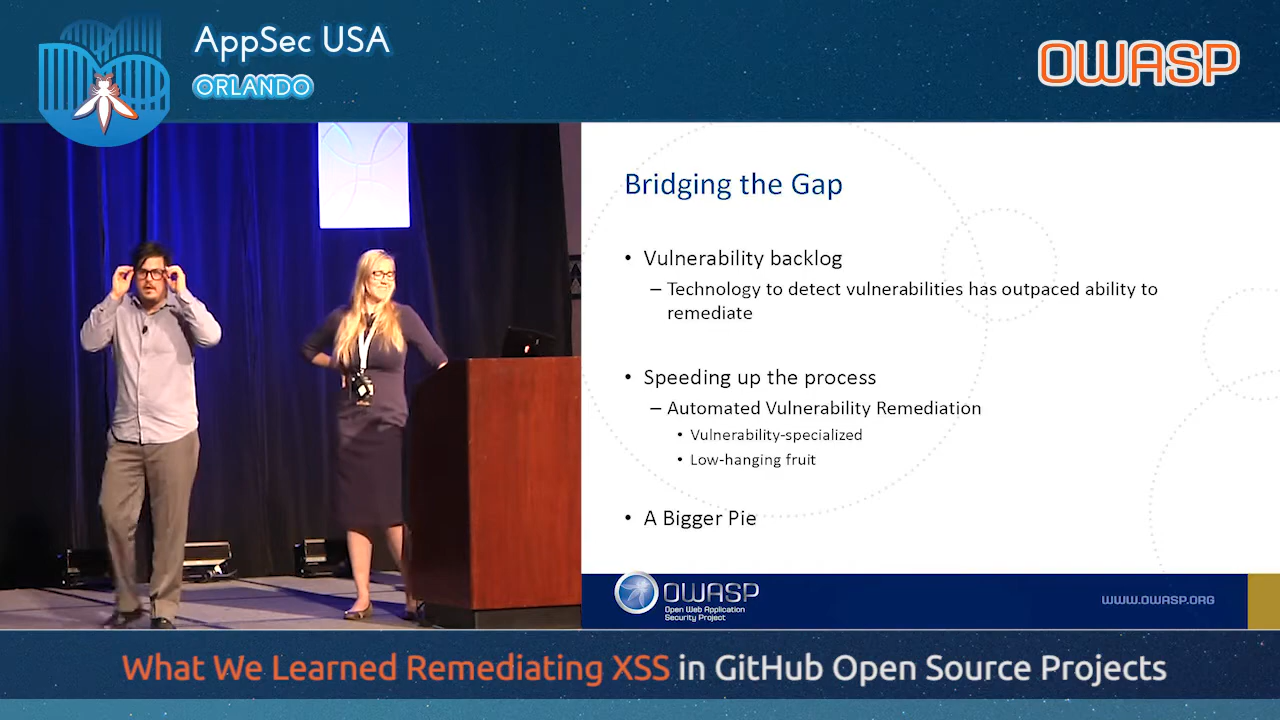 AppSec USA
ORLANDO
OWASP
Bridging the Gap
• Vulnerability backlog
– Technology to detect vulnerabilities has outpaced ability to
remediate
• Speeding up the process
– Automated Vulnerability Remediation
• Vulnerability-specialized
• Low-hanging fruit
• A Bigger Pie
OWASP
Open Web Application
Security Project
WWW.OWASP.ORG
What We Learned Remediating XSS in GitHub Open Source Projects